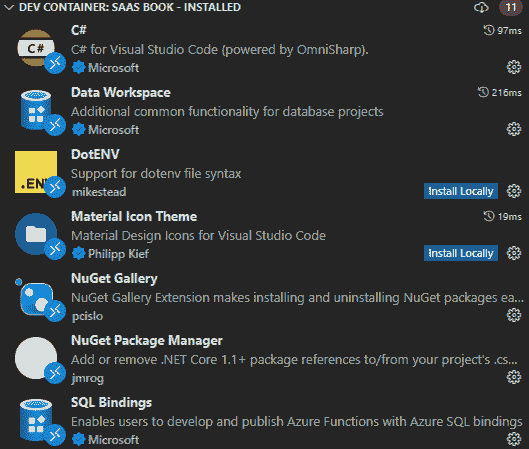 DEV CONTAINER: SAAS BOOK - INSTALLED
11
C#
97ms
C#
C# for Visual Studio Code (powered by OmniSharp).
Microsoft
Data Workspace
216ms
Additional common functionality for database projects
Microsoft
DotENV
.EN
Support for dotenv file syntax
mikestead
Install Locally
Material Icon Theme
19ms
Material Design Icons for Visual Studio Code
Philipp Kief
Install Locally
NuGet Gallery
NuGet Gallery Extension makes installing and uninstalling NuGet packages ea...
pcislo
NuGet Package Manager
Add or remove .NET Core 1.1+ package references to/from your project's .cs...
jmrog
SQL Bindings
Enables users to develop and publish Azure Functions with Azure SQL bindings
Microsoft